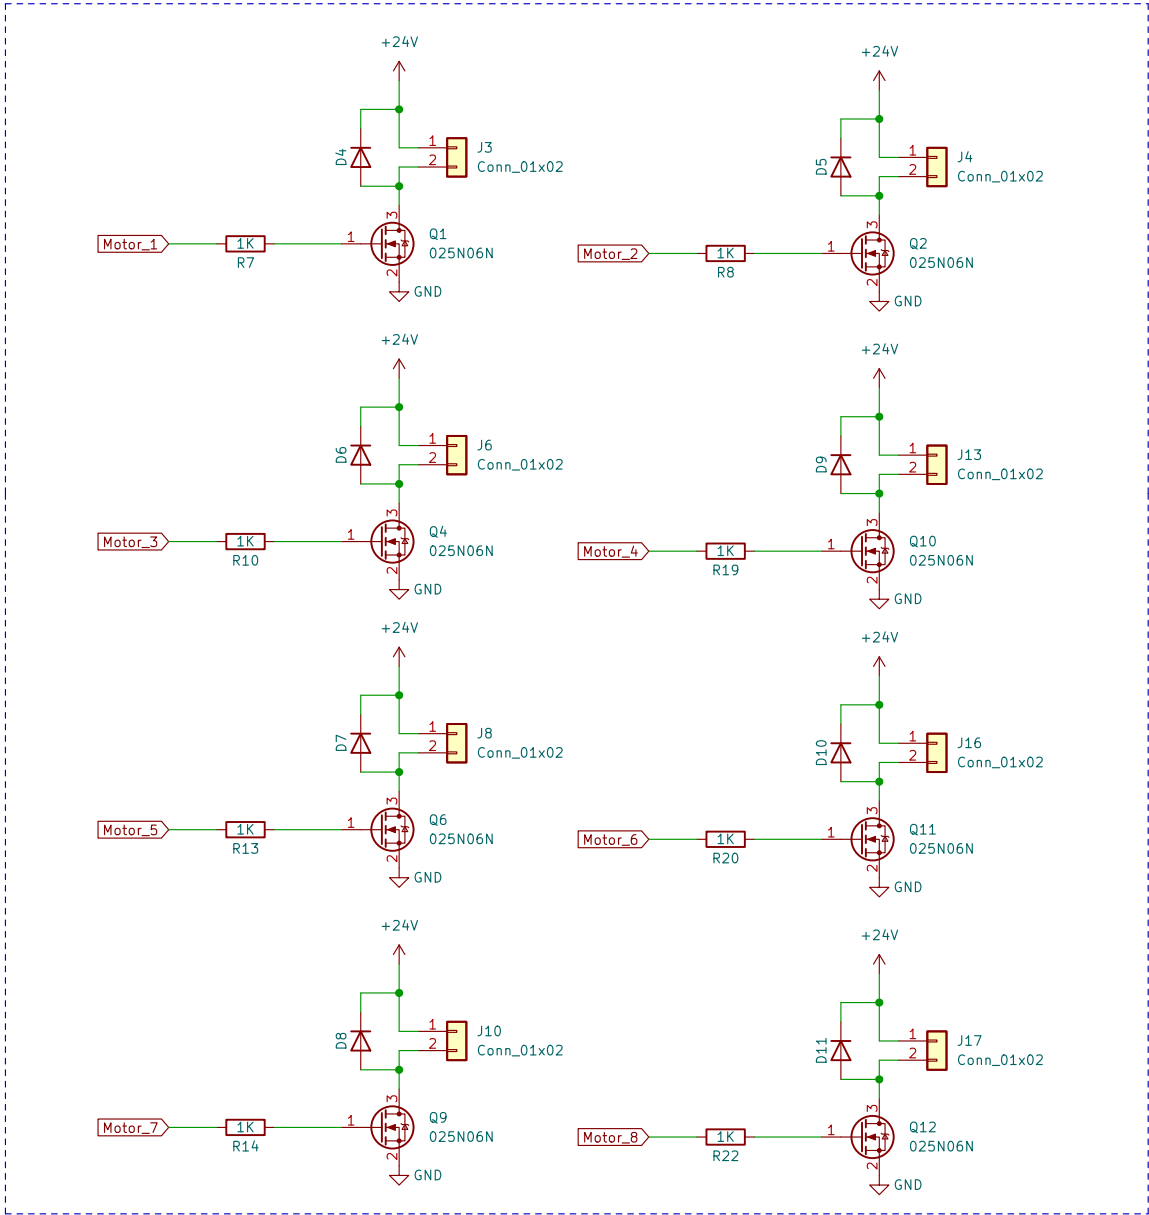 +24V
D4
1
2
J3
Conn_01x02
Motor_1
1K
R7
1
3
2
Q1
025N06N
GND
+24V
D5
1
2
J4
Conn_01x02
Motor_2
1K
R8
1
3
2
Q2
025N06N
GND
+24V
D6
1
2
J6
Conn_01x02
Motor_3
1K
R10
1
3
2
Q4
025N06N
GND
+24V
D9
1
2
J13
Conn_01x02
Motor_4
1K
R19
1
3
2
Q10
025N06N
GND
+24V
D7
1
2
J8
Conn_01x02
Motor_5
1K
R13
1
3
2
Q6
025N06N
GND
+24V
D10
1
2
J16
Conn_01x02
Motor_6
1K
R20
1
3
2
Q11
025N06N
GND
+24V
D8
1
2
J10
Conn_01x02
Motor_7
1K
R14
1
3
2
Q9
025N06N
GND
+24V
D11
1
2
J17
Conn_01x02
Motor_8
1K
R22
1
3
2
Q12
025N06N
GND